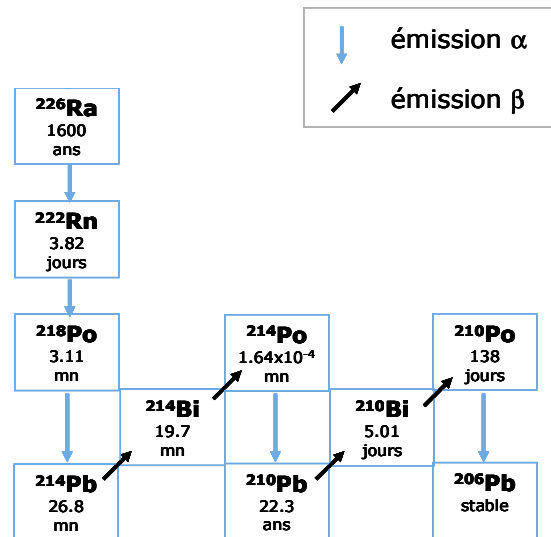 émission α
émission β
²²⁶Ra
1600
ans
²²²Rn
3.82
jours
²¹⁸Po
3.11
mn
²¹⁴Po
1.64x10⁻⁴
mn
²¹⁰Po
138
jours
²¹⁴Bi
19.7
mn
²¹⁰Bi
5.01
jours
²¹⁴Pb
26.8
mn
²¹⁰Pb
22.3
ans
²⁰⁶Pb
stable